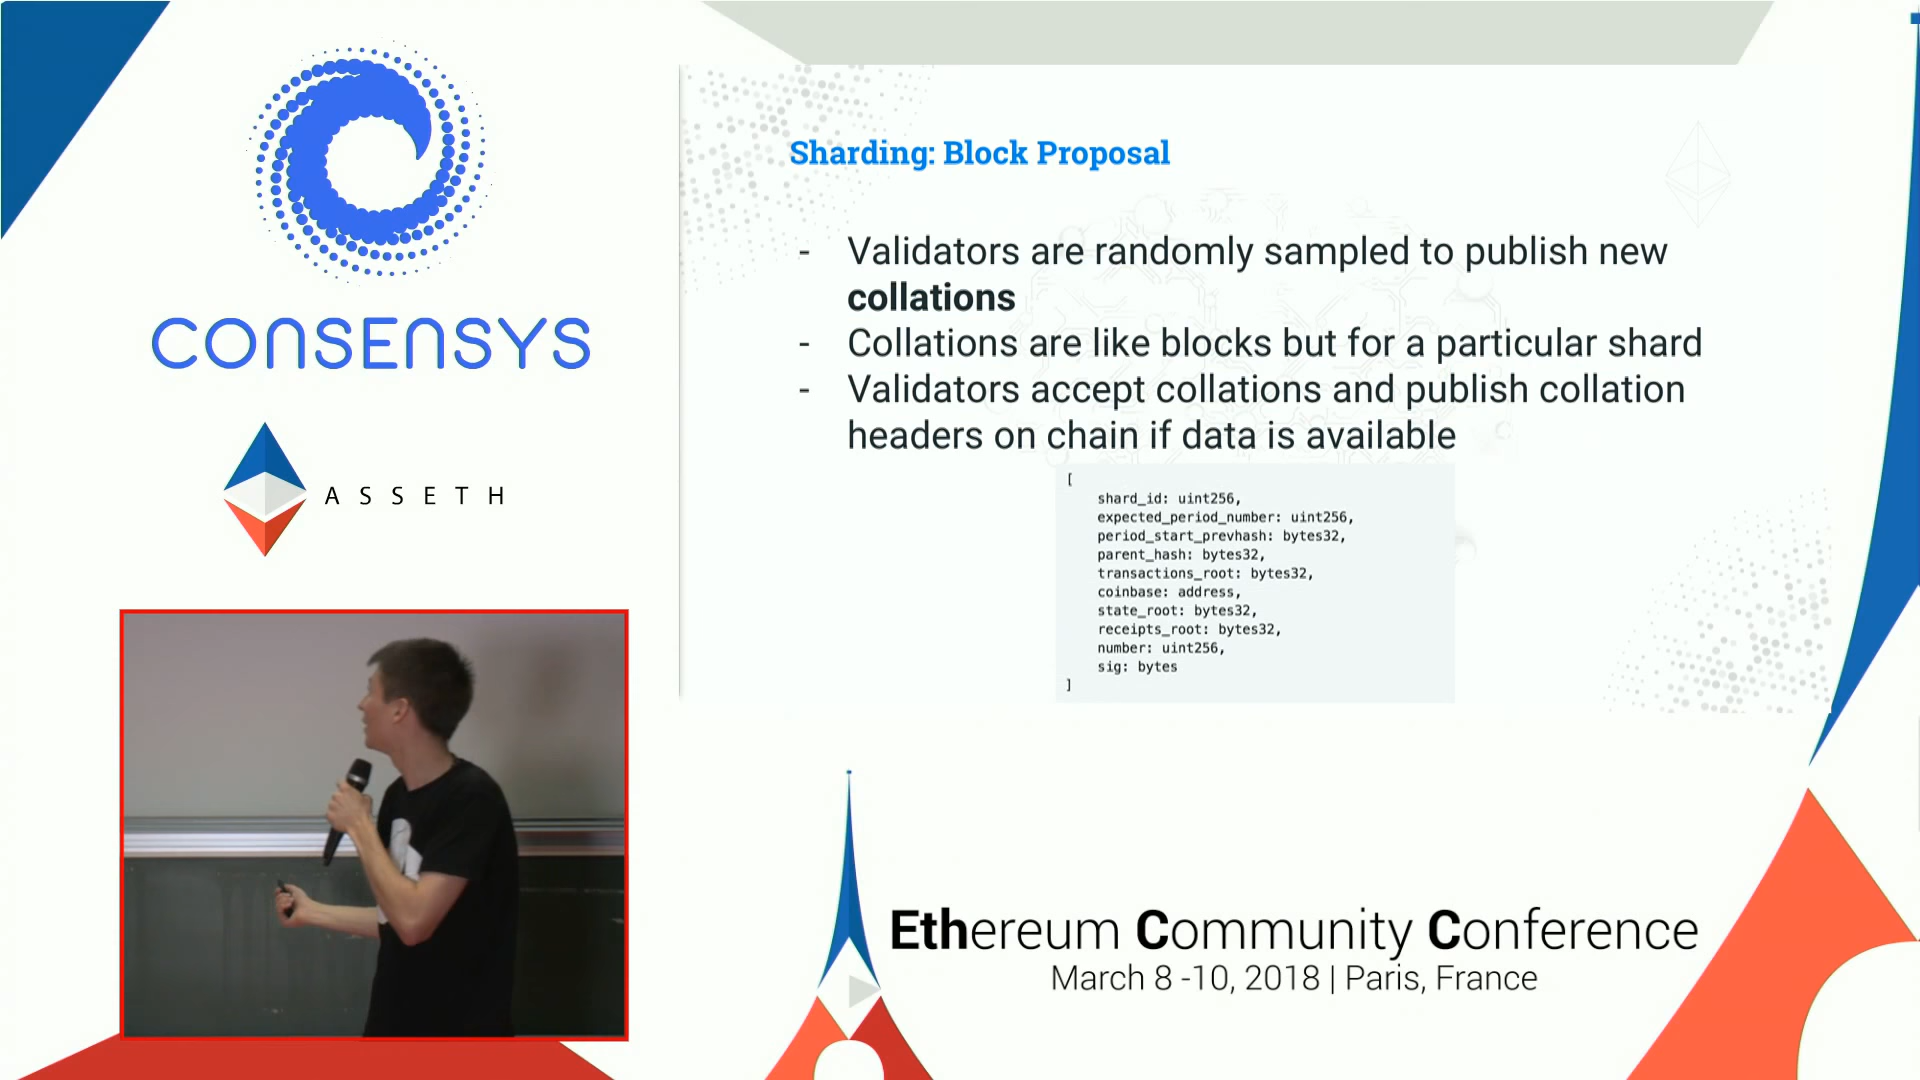 CONSENSYS
ASSETH
Sharding: Block Proposal
- Validators are randomly sampled to publish new
collations
- Collations are like blocks but for a particular shard
- Validators accept collations and publish collation
headers on chain if data is available
[
shard_id: uint256,
expected_period_number: uint256,
period_start_prevhash: bytes32,
parent_hash: bytes32,
transactions_root: bytes32,
coinbase: address,
state_root: bytes32,
receipts_root: bytes32,
number: uint256,
sig: bytes
]
Ethereum Community Conference
March 8 -10, 2018 | Paris, France